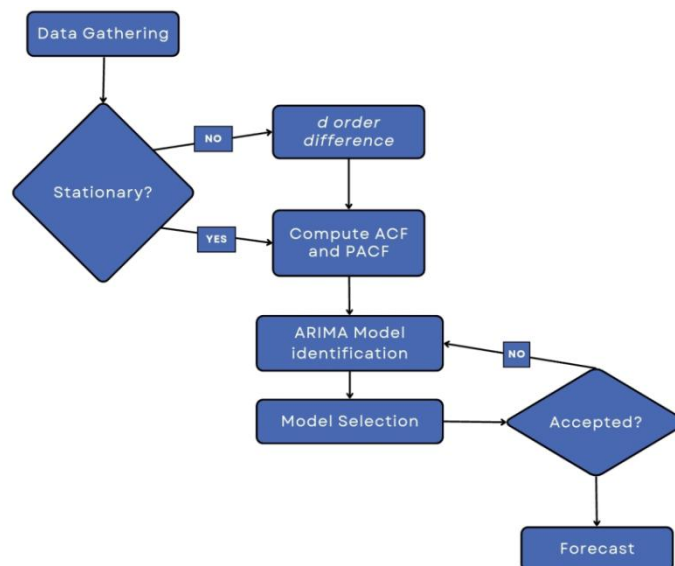 Data Gathering
Stationary?
NO
d order
difference
YES
Compute ACF
and PACF
ARIMA Model
identification
NO
Model Selection
Accepted?
Forecast